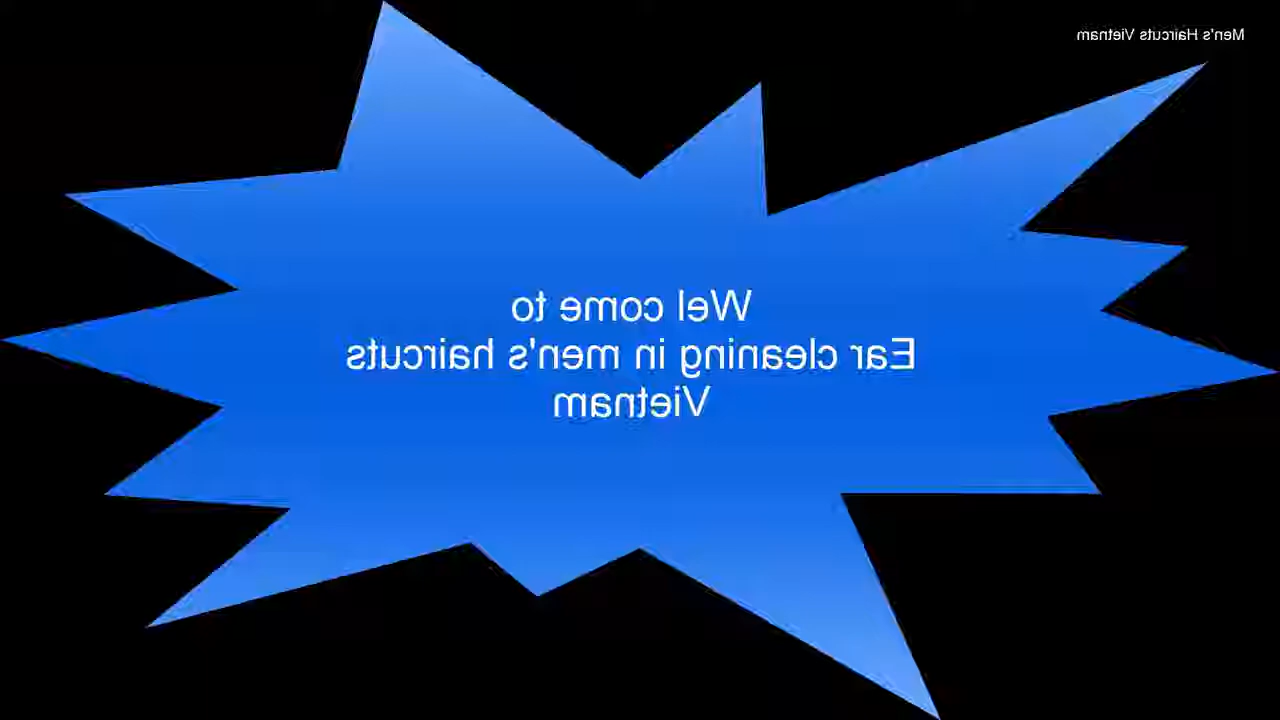 Men's Haircuts Vietnam
Wel come to
Ear cleaning in men's haircuts
Vietnam